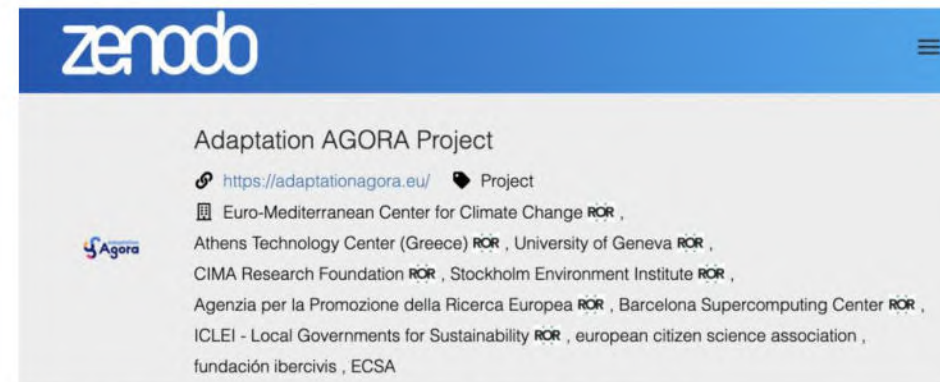 zenodo
Adaptation AGORA Project
https://adaptationagora.eu/ Project
Euro-Mediterranean Center for Climate Change ROR ,
Agora
Athens Technology Center (Greece) ROR , University of Geneva ROR ,
CIMA Research Foundation ROR , Stockholm Environment Institute ROR ,
Agenzia per la Promozione della Ricerca Europea ROR , Barcelona Supercomputing Center ROR ,
ICLEI - Local Governments for Sustainability ROR , european citizen science association ,
fundación ibercivis , ECSA